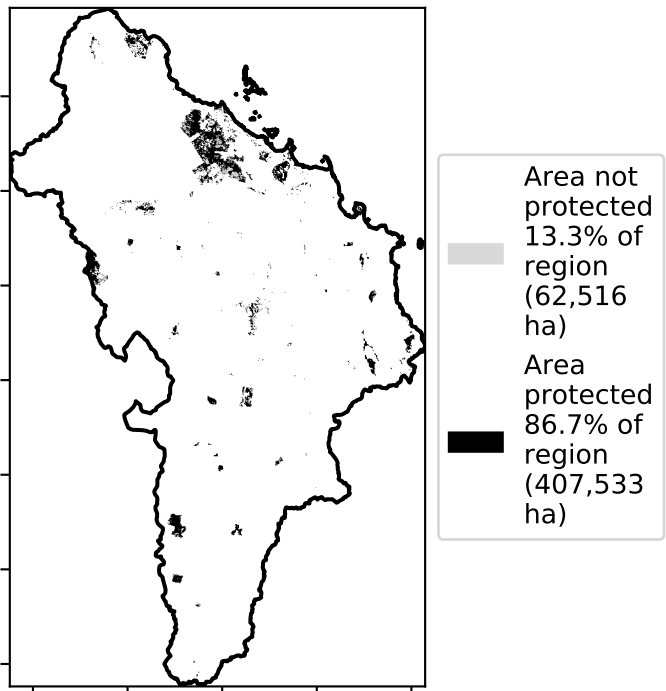 Area not
protected
13.3% of
region
(62,516
ha)
Area
protected
86.7% of
region
(407,533
ha)